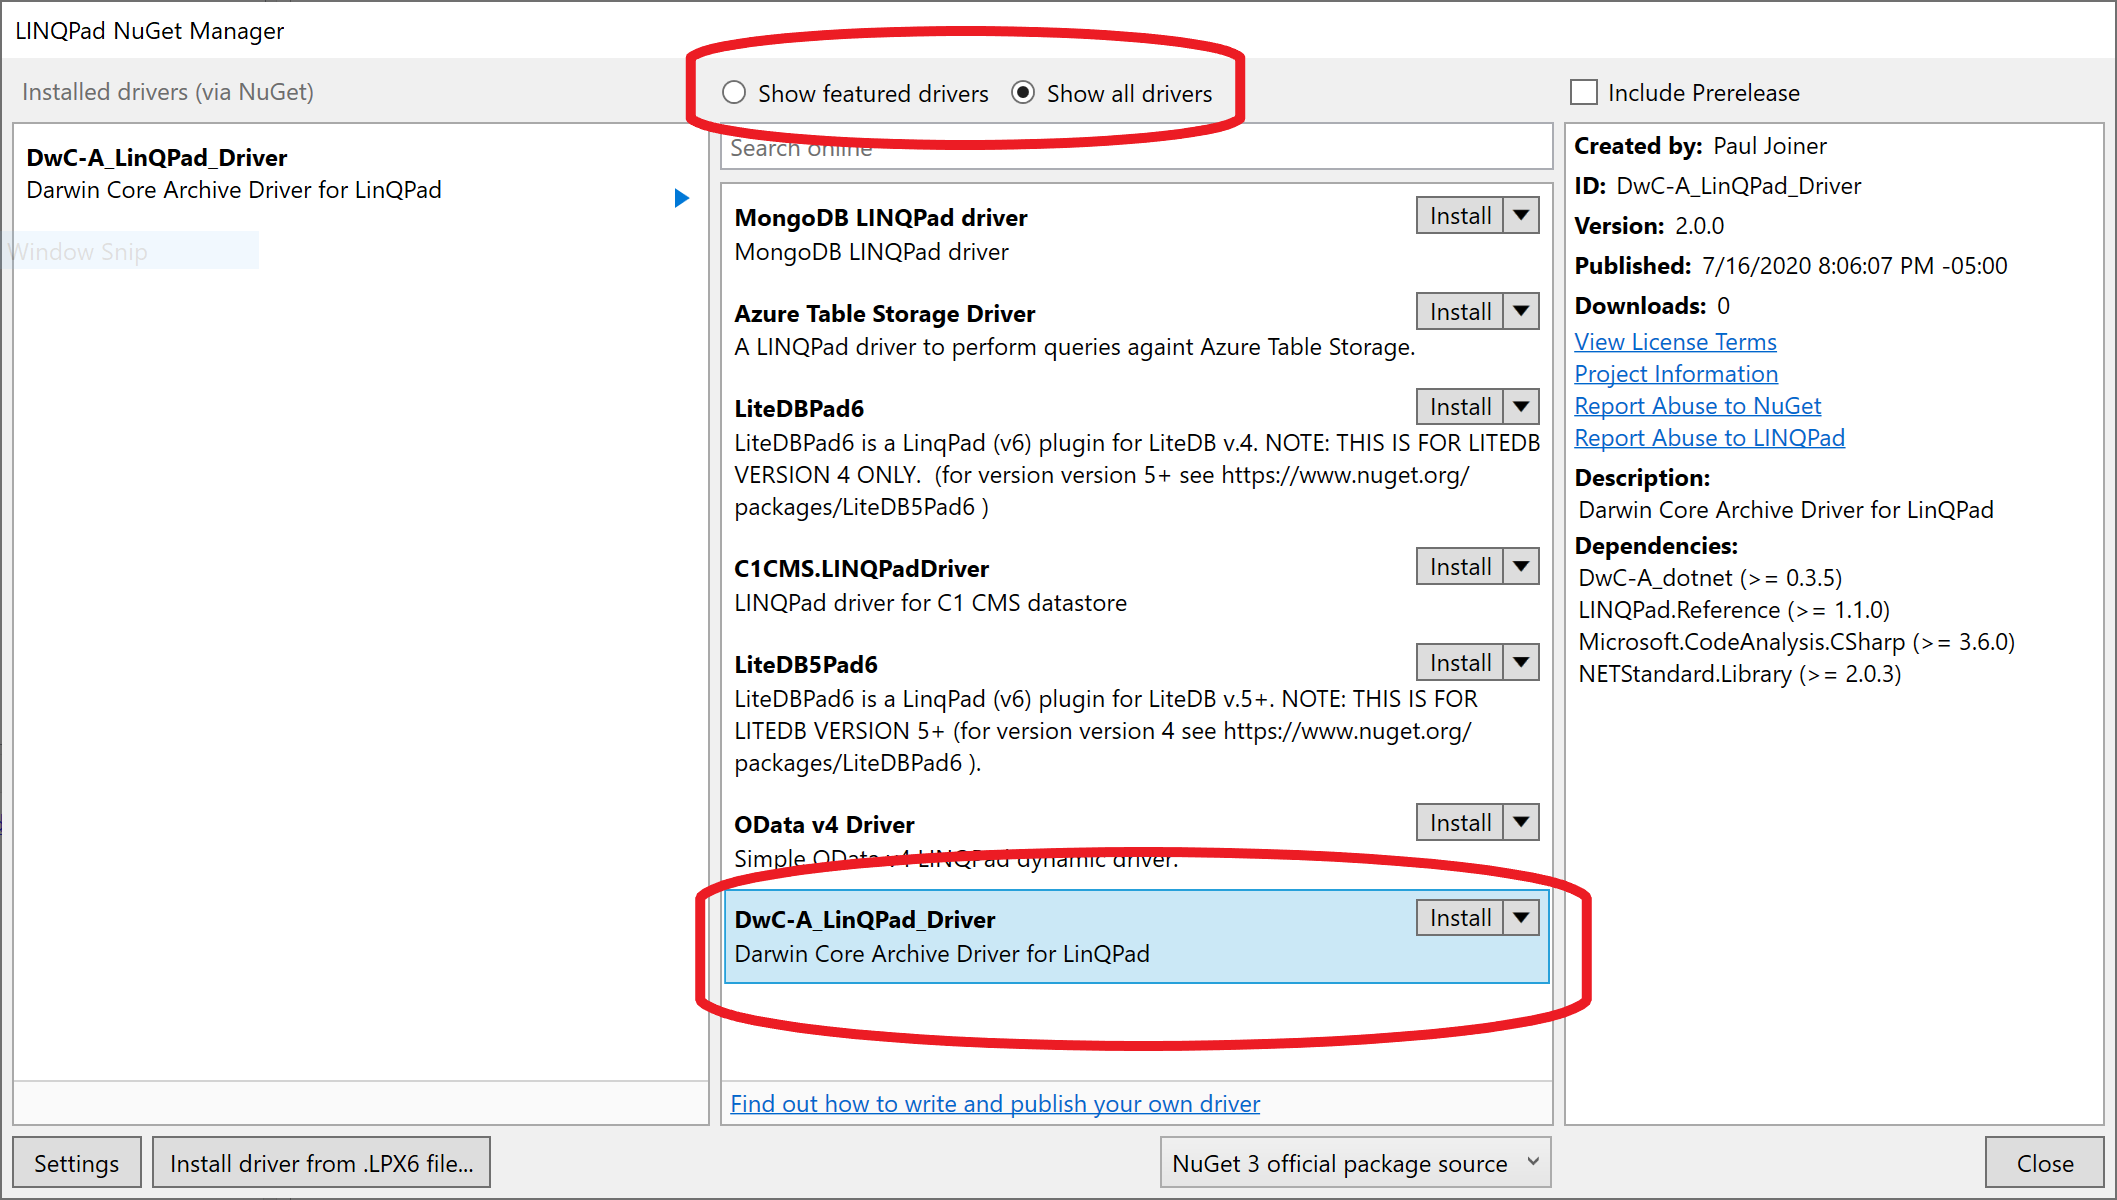 LINQPad NuGet Manager
Installed drivers (via NuGet)
DwC-A_LinQPad_Driver
Darwin Core Archive Driver for LinQPad
Window Snip
Show featured drivers
Show all drivers
Search online
MongoDB LINQPad driver
Install
MongoDB LINQPad driver
Azure Table Storage Driver
Install
A LINQPad driver to perform queries againt Azure Table Storage.
LiteDBPad6
Install
LiteDBPad6 is a LinqPad (v6) plugin for LiteDB v.4. NOTE: THIS IS FOR LITEDB
VERSION 4 ONLY.  (for version version 5+ see https://www.nuget.org/
packages/LiteDB5Pad6 )
C1CMS.LINQPadDriver
Install
LINQPad driver for C1 CMS datastore
LiteDB5Pad6
Install
LiteDBPad6 is a LinqPad (v6) plugin for LiteDB v.5+. NOTE: THIS IS FOR
LITEDB VERSION 5+ (for version version 4 see https://www.nuget.org/
packages/LiteDBPad6 ).
OData v4 Driver
Install
Simple OData v4 LINQPad dynamic driver.
DwC-A_LinQPad_Driver
Install
Darwin Core Archive Driver for LinQPad
Find out how to write and publish your own driver
Include Prerelease
Created by: Paul Joiner
ID: DwC-A_LinQPad_Driver
Version: 2.0.0
Published: 7/16/2020 8:06:07 PM -05:00
Downloads: 0
View License Terms
Project Information
Report Abuse to NuGet
Report Abuse to LINQPad
Description:
Darwin Core Archive Driver for LinQPad
Dependencies:
DwC-A_dotnet (>= 0.3.5)
LINQPad.Reference (>= 1.1.0)
Microsoft.CodeAnalysis.CSharp (>= 3.6.0)
NETStandard.Library (>= 2.0.3)
Settings
Install driver from .LPX6 file...
NuGet 3 official package source
Close